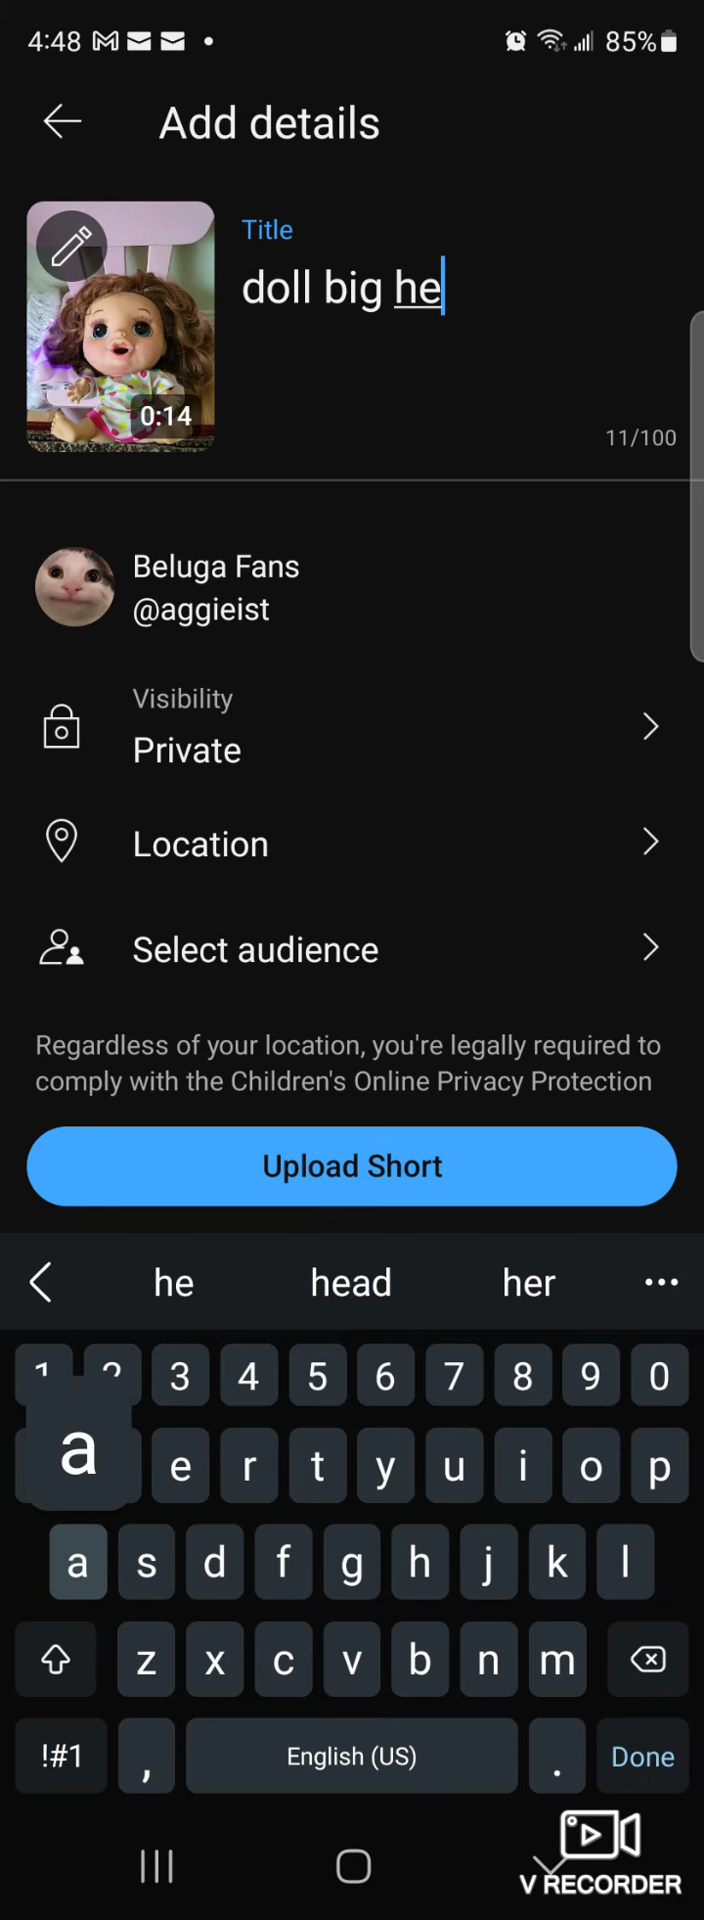 4:48 85%
Add details
Title
doll big he
0:14
11/100
Beluga Fans
@aggieist
Visibility
Private
Location
Select audience
Regardless of your location, you're legally required to
comply with the Children's Online Privacy Protection
Upload Short
he head her
1 2 3 4 5 6 7 8 9 0
a e r t y u i o p
a s d f g h j k l
z x c v b n m
!#1 , English (US) . Done
V RECORDER